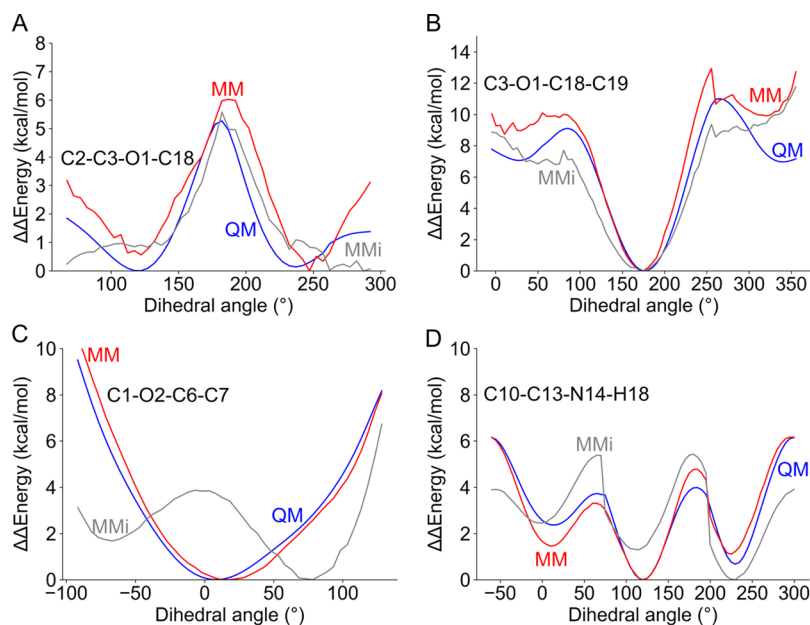 A
ΔΔEnergy (kcal/mol)
8
7
6
5
4
3
2
1
0
MM
C2-C3-O1-C18
QM
MMi
100 150 200 250 300
Dihedral angle (°)
B
ΔΔEnergy (kcal/mol)
14
12
10
8
6
4
2
0
C3-O1-C18-C19
MM
QM
MMi
0 50 100 150 200 250 300 350
Dihedral angle (°)
C
ΔΔEnergy (kcal/mol)
10
8
6
4
2
0
MM
C1-O2-C6-C7
MMi
QM
−100 −50 0 50 100
Dihedral angle (°)
D
ΔΔEnergy (kcal/mol)
10
8
6
4
2
0
C10-C13-N14-H18
MMi
QM
MM
−50 0 50 100 150 200 250 300
Dihedral angle (°)